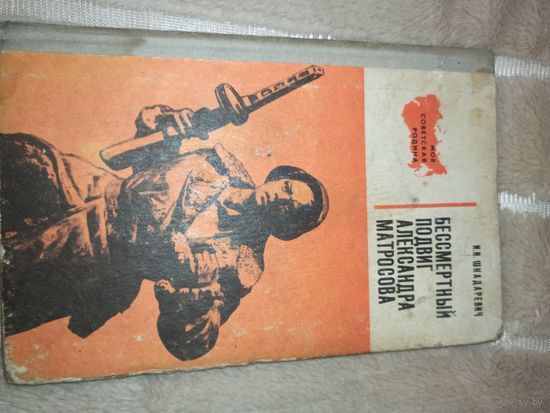 МОЯ
СОВЕТСКАЯ
РОДИНА
И.И. ШКАДАРЕВИЧ
БЕССМЕРТНЫЙ
ПОДВИГ
АЛЕКСАНДРА
МАТРОСОВА